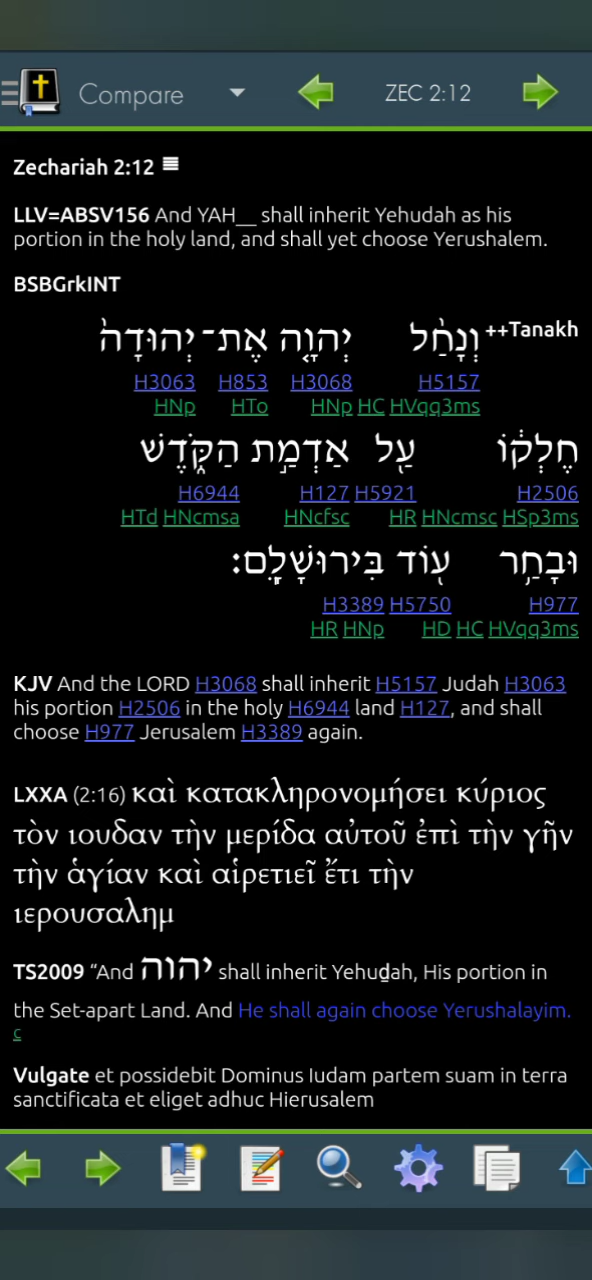 Compare
ZEC 2:12
Zechariah 2:12
LLV=ABSV156 And YAH__ shall inherit Yehudah as his
portion in the holy land, and shall yet choose Yerushalem.
BSBGrkINT
++Tanakh וְנָחַ֨ל יְהוָ֤ה אֶת־יְהוּדָה֙
H3063 H853 H3068 H5157
HNp HTo HNp HC HVqq3ms
חֶלְק֔וֹ עַ֖ל אַדְמַ֣ת הַקֹּ֑דֶשׁ
H6944 H127 H5921 H2506
HTd HNcmsa HNcfsc HR HNcmsc HSp3ms
וּבָחַ֥ר ע֖וֹד בִּירוּשָׁלִָֽם׃
H3389 H5750 H977
HR HNp HD HC HVqq3ms
KJV And the LORD H3068 shall inherit H5157 Judah H3063
his portion H2506 in the holy H6944 land H127, and shall
choose H977 Jerusalem H3389 again.
LXXA (2:16) καὶ κατακληρονομήσει κύριος
τὸν ιουδαν τὴν μερίδα αὐτοῦ ἐπὶ τὴν γῆν
τὴν ἁγίαν καὶ αἱρετιεῖ ἔτι τὴν
ιερουσαλημ
TS2009 “And יהוה shall inherit Yehuḏah, His portion in
the Set-apart Land. And He shall again choose Yerushalayim.
c
Vulgate et possidebit Dominus Iudam partem suam in terra
sanctificata et eliget adhuc Hierusalem